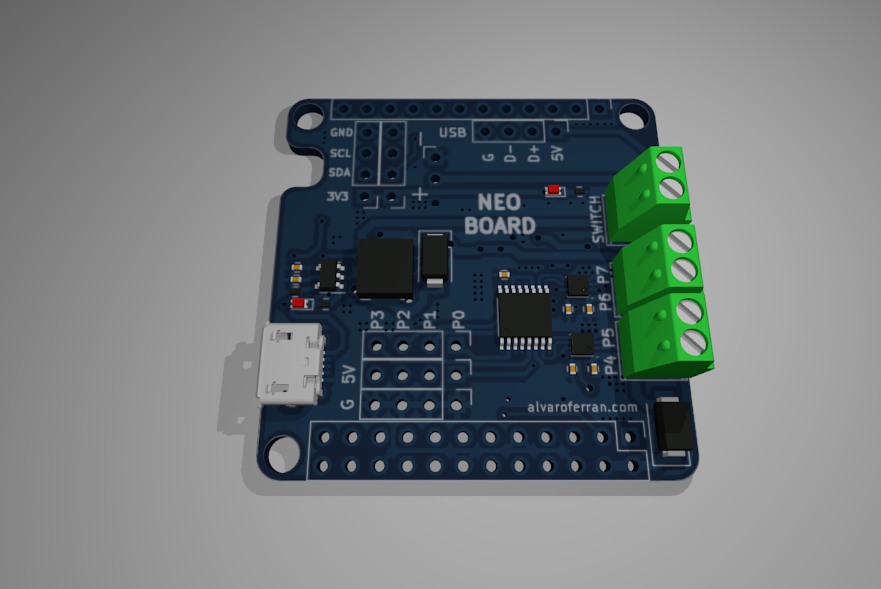 GND
SCL
SDA
3V3
USB
G
D-
D+
5V
—
+
NEO
BOARD
SWITCH
P6 P7
P4 P5
P3
P2
P1
P0
5V
G
alvaroferran.com